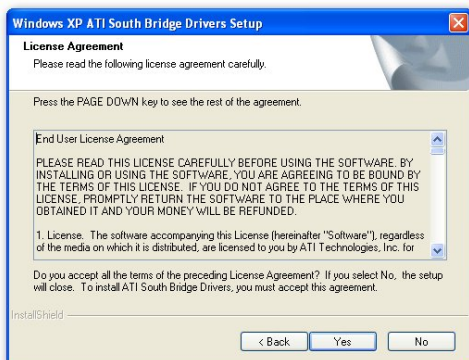 Windows XP ATI South Bridge Drivers Setup
License Agreement
Please read the following license agreement carefully.
Press the PAGE DOWN key to see the rest of the agreement.
End User License Agreement
PLEASE READ THIS LICENSE CAREFULLY BEFORE USING THE SOFTWARE. BY
INSTALLING OR USING THE SOFTWARE, YOU ARE AGREEING TO BE BOUND BY
THE TERMS OF THIS LICENSE. IF YOU DO NOT AGREE TO THE TERMS OF THIS
LICENSE, PROMPTLY RETURN THE SOFTWARE TO THE PLACE WHERE YOU
OBTAINED IT AND YOUR MONEY WILL BE REFUNDED.
1. License. The software accompanying this License (hereinafter "Software"), regardless
of the media on which it is distributed, are licensed to you by ATI Technologies, Inc. for
Do you accept all the terms of the preceding License Agreement? If you select No, the setup
will close. To install ATI South Bridge Drivers, you must accept this agreement.
InstallShield
< Back Yes No